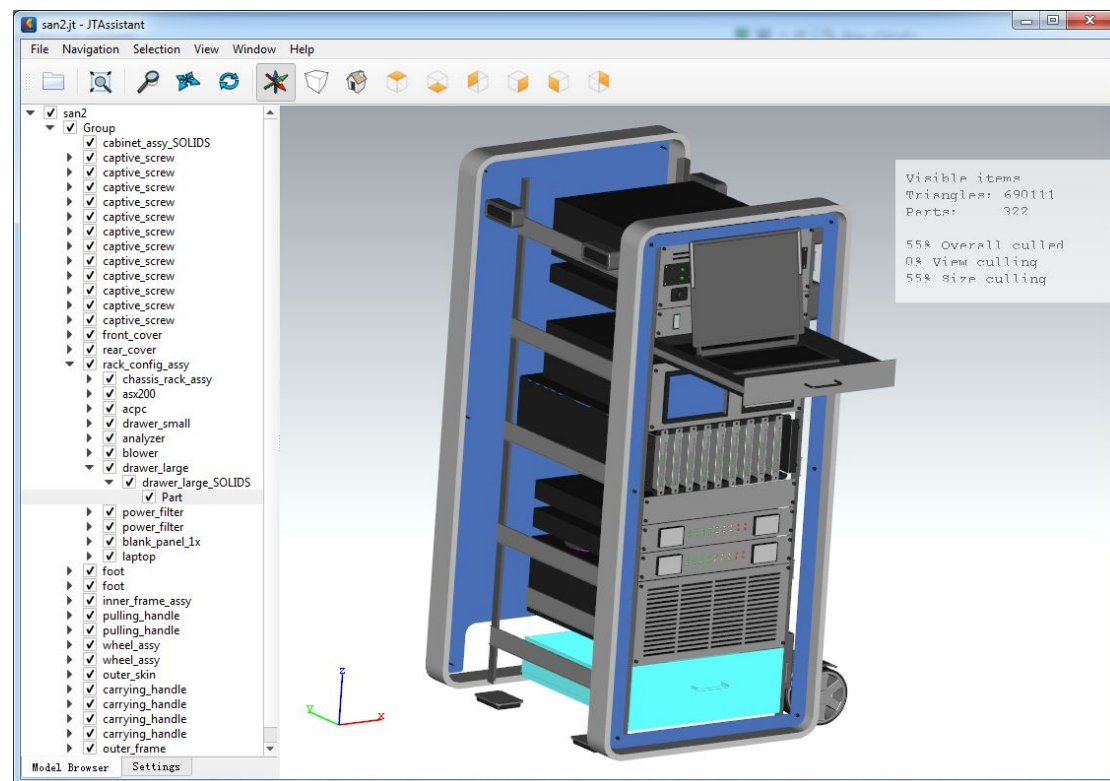 san2.jt - JTAssistant
File Navigation Selection View Window Help
san2
Group
cabinet_assy_SOLIDS
captive_screw
captive_screw
captive_screw
captive_screw
captive_screw
captive_screw
captive_screw
captive_screw
captive_screw
captive_screw
captive_screw
captive_screw
front_cover
rear_cover
rack_config_assy
chassis_rack_assy
asx200
acpc
drawer_small
analyzer
blower
drawer_large
drawer_large_SOLIDS
Part
power_filter
power_filter
blank_panel_1x
laptop
foot
foot
inner_frame_assy
pulling_handle
pulling_handle
wheel_assy
wheel_assy
outer_skin
carrying_handle
carrying_handle
carrying_handle
carrying_handle
outer_frame
Model Browser Settings
Visible items
Triangles: 690111
Parts: 322
55% Overall culled
0% View culling
55% Size culling
z
y
x